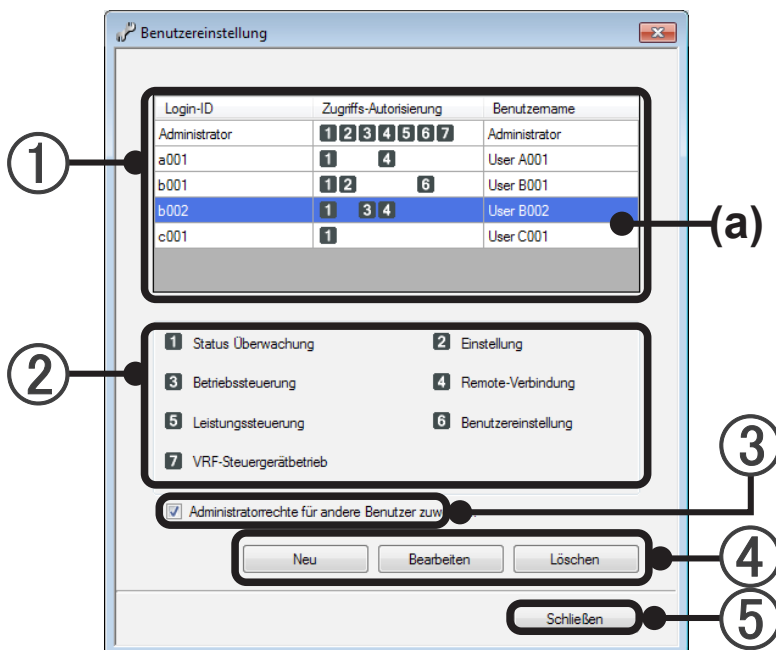 Benutzereinstellung
Login-ID Zugriffs-Autorisierung Benutzername
Administrator 1 2 3 4 5 6 7 Administrator
a001 1 4 User A001
b001 1 2 6 User B001
b002 1 3 4 User B002
c001 1 User C001
1
(a)
1 Status Überwachung 2 Einstellung
3 Betriebssteuerung 4 Remote-Verbindung
5 Leistungssteuerung 6 Benutzereinstellung
7 VRF-Steuergerätbetrieb
2
Administratorrechte für andere Benutzer
3
Neu Bearbeiten Löschen
4
Schließen
5